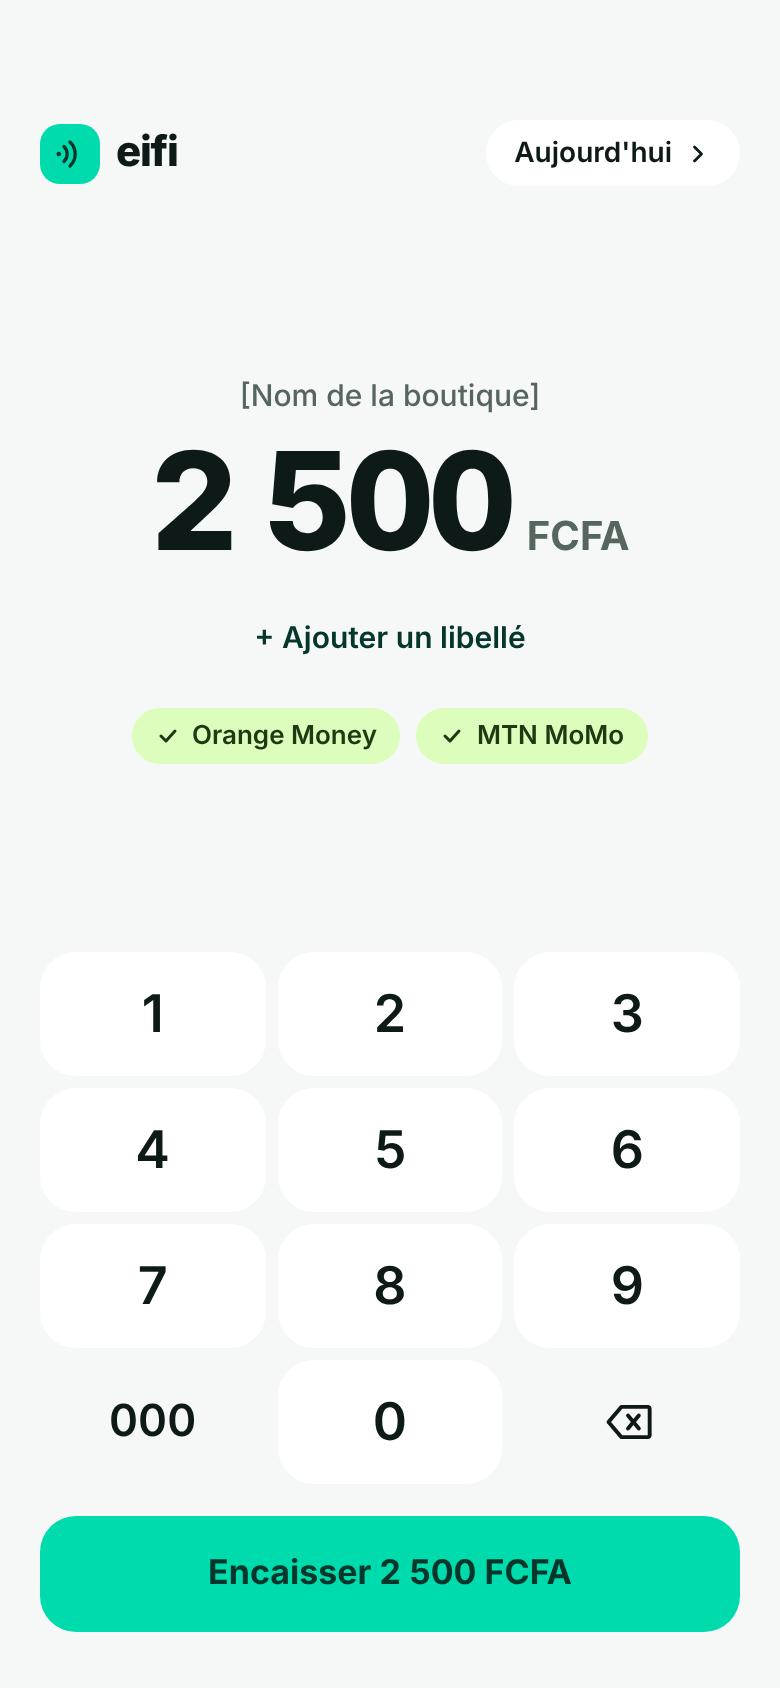 eifi
Aujourd'hui
[Nom de la boutique]
2 500 FCFA
+ Ajouter un libellé
Orange Money
MTN MoMo
1 2 3
4 5 6
7 8 9
000 0
Encaisser 2 500 FCFA